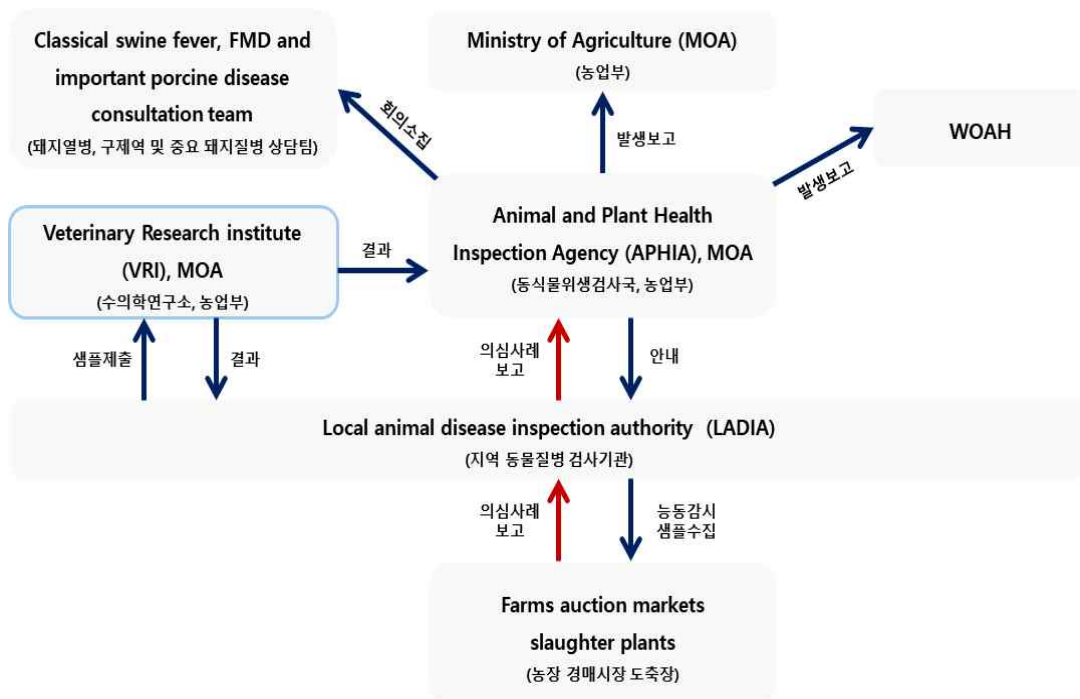 Classical swine fever, FMD and
important porcine disease
consultation team
(돼지열병, 구제역 및 중요 돼지질병 상담팀)
Ministry of Agriculture (MOA)
(농업부)
WOAH
회의소집
발생보고
발생보고
Veterinary Research institute
(VRI), MOA
(수의학연구소, 농업부)
결과
Animal and Plant Health
Inspection Agency (APHIA), MOA
(동식물위생검사국, 농업부)
샘플제출
결과
의심사례
보고
안내
Local animal disease inspection authority (LADIA)
(지역 동물질병 검사기관)
의심사례
보고
능동감시
샘플수집
Farms auction markets
slaughter plants
(농장 경매시장 도축장)